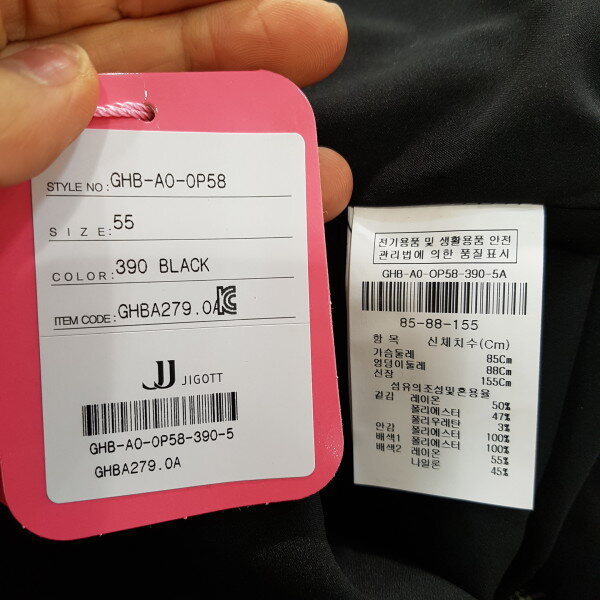 STYLE NO: GHB-AO-OP58
SIZE: 55
COLOR: 390 BLACK
ITEM CODE: GHBA279.0A
JJ JIGOTT
GHB-AO-OP58-390-5
GHBA279.0A
전기용품 및 생활용품 안전
관리법에 의한 품질표시
GHB-AO-OP58-390-5A
85-88-155
항 목 신체치수(Cm)
가슴둘레 85Cm
엉덩이둘레 88Cm
신장 155Cm
섬유의조성및혼용율
겉감 레이온 50%
폴리에스터 47%
폴리우레탄 3%
안감 폴리에스터 100%
배색1 폴리에스터 100%
배색2 레이온 55%
나일론 45%